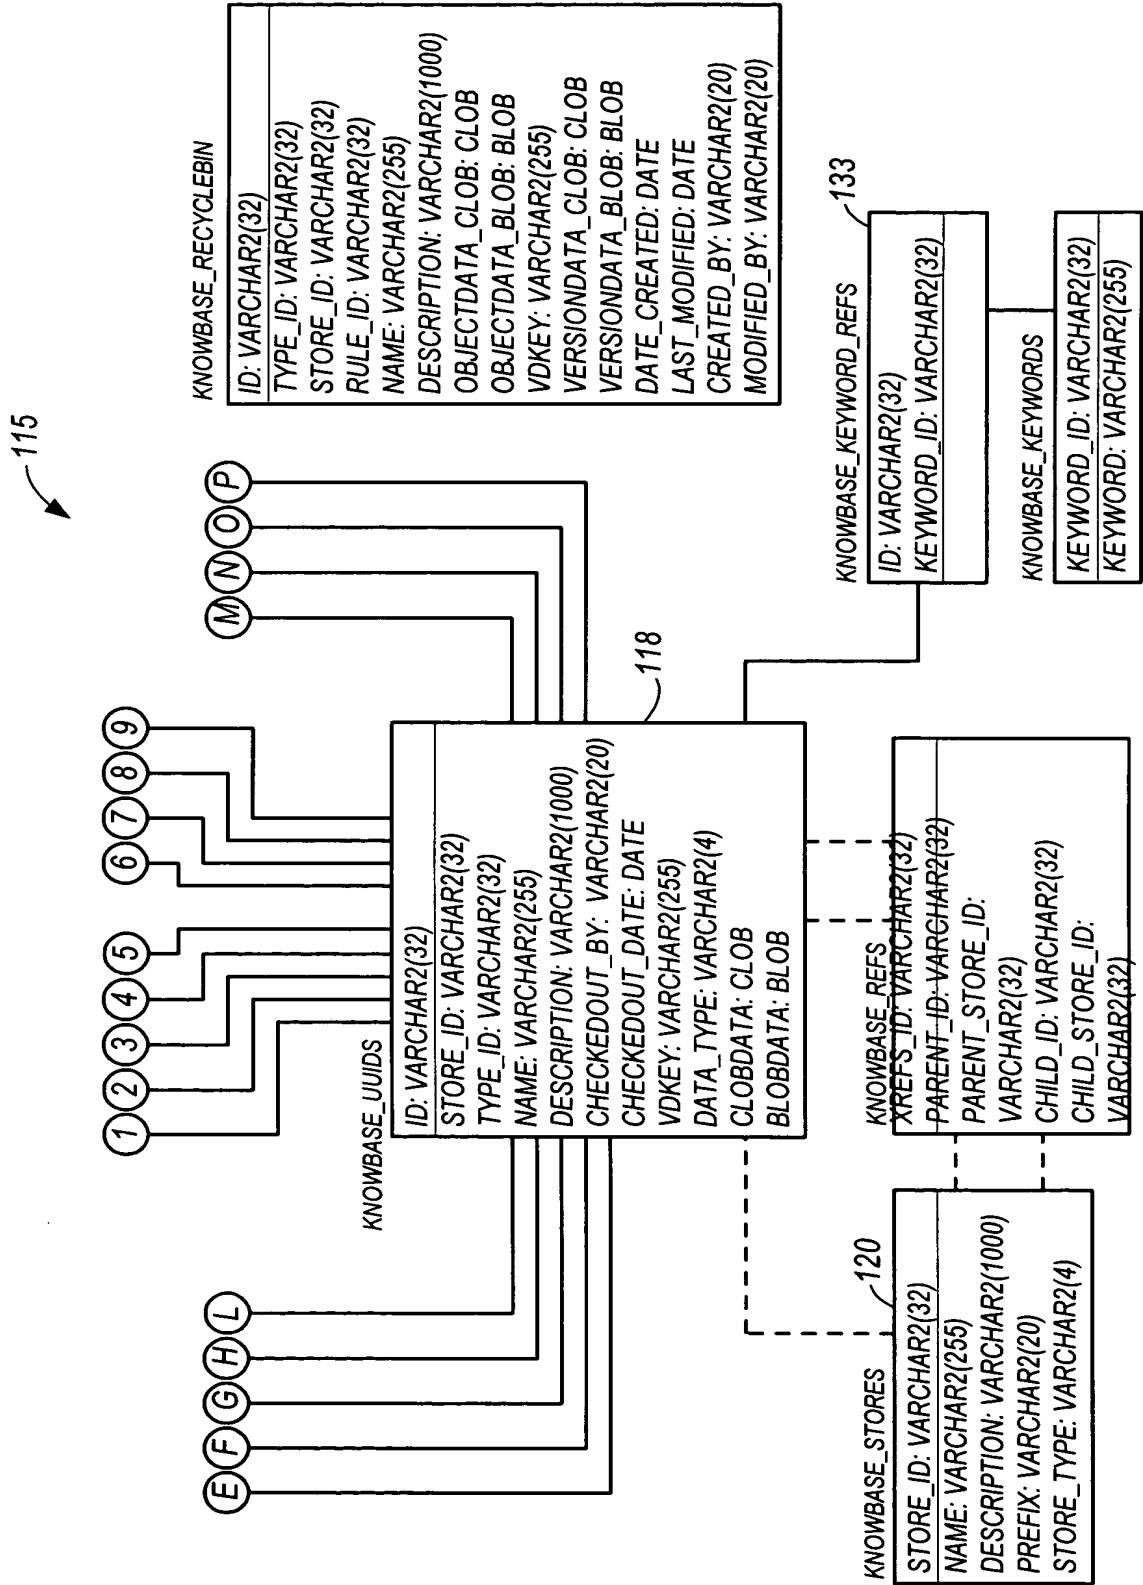 115
1
2
3
4
5
6
7
8
9
E
F
G
H
L
M
N
O
P
KNOWBASE_RECYCLEBIN
ID: VARCHAR2(32)
TYPE_ID: VARCHAR2(32)
STORE_ID: VARCHAR2(32)
RULE_ID: VARCHAR2(32)
NAME: VARCHAR2(255)
DESCRIPTION: VARCHAR2(1000)
OBJECTDATA_CLOB: CLOB
OBJECTDATA_BLOB: BLOB
VDKEY: VARCHAR2(255)
VERSIONDATA_CLOB: CLOB
VERSIONDATA_BLOB: BLOB
DATE_CREATED: DATE
LAST_MODIFIED: DATE
CREATED_BY: VARCHAR2(20)
MODIFIED_BY: VARCHAR2(20)
KNOWBASE_UUIDS
ID: VARCHAR2(32)
STORE_ID: VARCHAR2(32)
TYPE_ID: VARCHAR2(32)
NAME: VARCHAR2(255)
DESCRIPTION: VARCHAR2(1000)
CHECKEDOUT_BY: VARCHAR2(20)
CHECKEDOUT_DATE: DATE
VDKEY: VARCHAR2(255)
DATA_TYPE: VARCHAR2(4)
CLOBDATA: CLOB
BLOBDATA: BLOB
118
KNOWBASE_KEYWORD_REFS
133
ID: VARCHAR2(32)
KEYWORD_ID: VARCHAR2(32)
KNOWBASE_KEYWORDS
KEYWORD_ID: VARCHAR2(32)
KEYWORD: VARCHAR2(255)
KNOWBASE_STORES
120
STORE_ID: VARCHAR2(32)
NAME: VARCHAR2(255)
DESCRIPTION: VARCHAR2(1000)
PREFIX: VARCHAR2(20)
STORE_TYPE: VARCHAR2(4)
KNOWBASE_REFS
XREFS_ID: VARCHAR2(32)
PARENT_ID: VARCHAR2(32)
PARENT_STORE_ID:
VARCHAR2(32)
CHILD_ID: VARCHAR2(32)
CHILD_STORE_ID:
VARCHAR2(32)